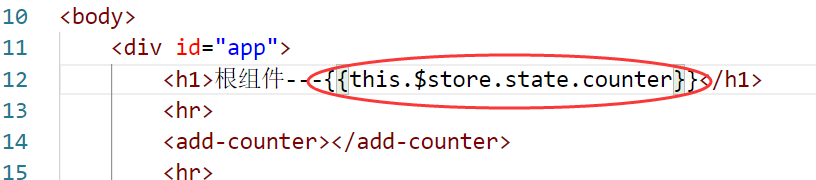 10 <body>
11 <div id="app">
12 <h1>根组件---{{this.$store.state.counter}}</h1>
13 <hr>
14 <add-counter></add-counter>
15 <hr>